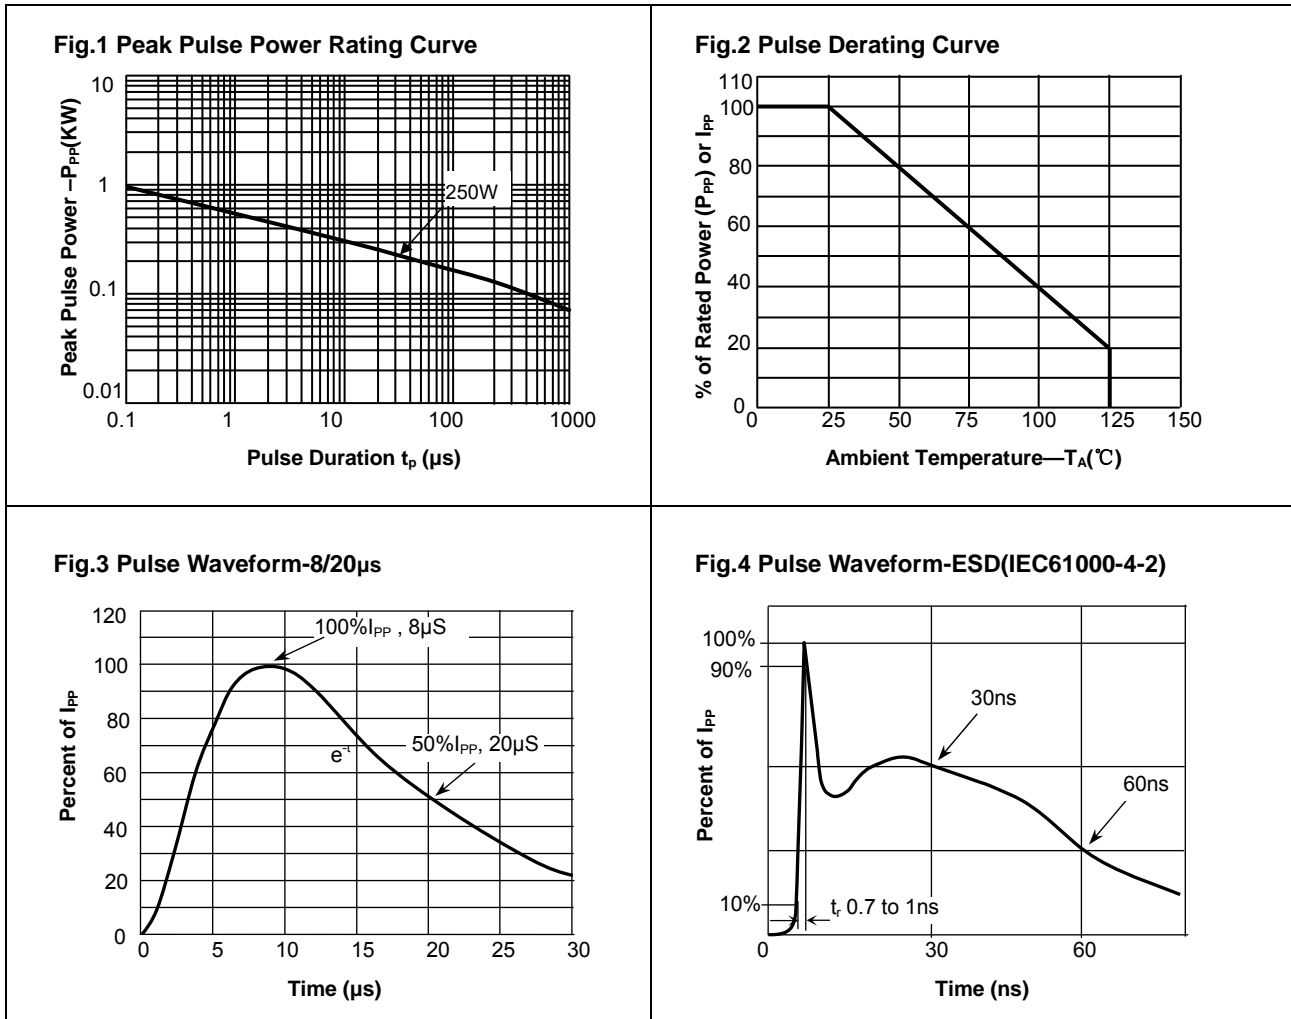 Fig.1 Peak Pulse Power Rating Curve
Peak Pulse Power –PPP(KW)
10
1
0.1
0.01
250W
0.1 1 10 100 1000
Pulse Duration tp (µs)
Fig.2 Pulse Derating Curve
% of Rated Power (PPP) or IPP
110
100
80
60
40
20
0
25 50 75 100 125 150
Ambient Temperature—TA(℃)
Fig.3 Pulse Waveform-8/20µs
Percent of IPP
120
100
80
60
40
20
0
100%IPP , 8µS
e-t
50%IPP, 20µS
0 5 10 15 20 25 30
Time (µs)
Fig.4 Pulse Waveform-ESD(IEC61000-4-2)
Percent of IPP
100%
90%
10%
30ns
60ns
tr 0.7 to 1ns
0 30 60
Time (ns)